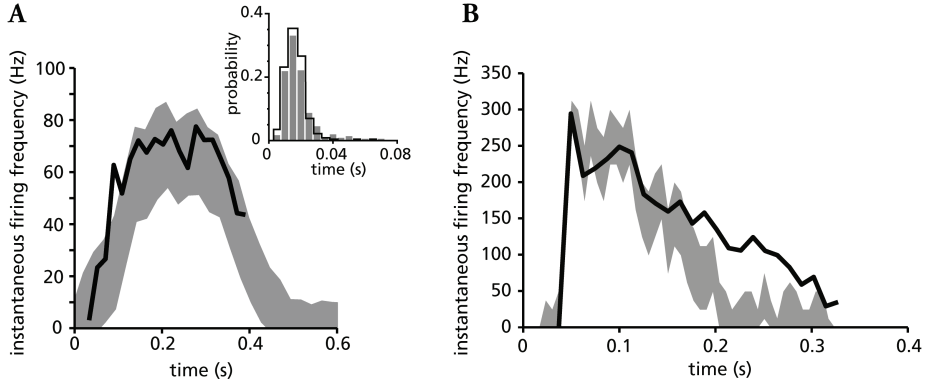 A
instantaneous firing frequency (Hz)
100
80
60
40
20
0
0 0.2 0.4 0.6
time (s)
probability
0.4
0.2
0
0 0.04 0.08
time (s)
B
instantaneous firing frequency (Hz)
350
300
250
200
150
100
50
0
0 0.1 0.2 0.3 0.4
time (s)